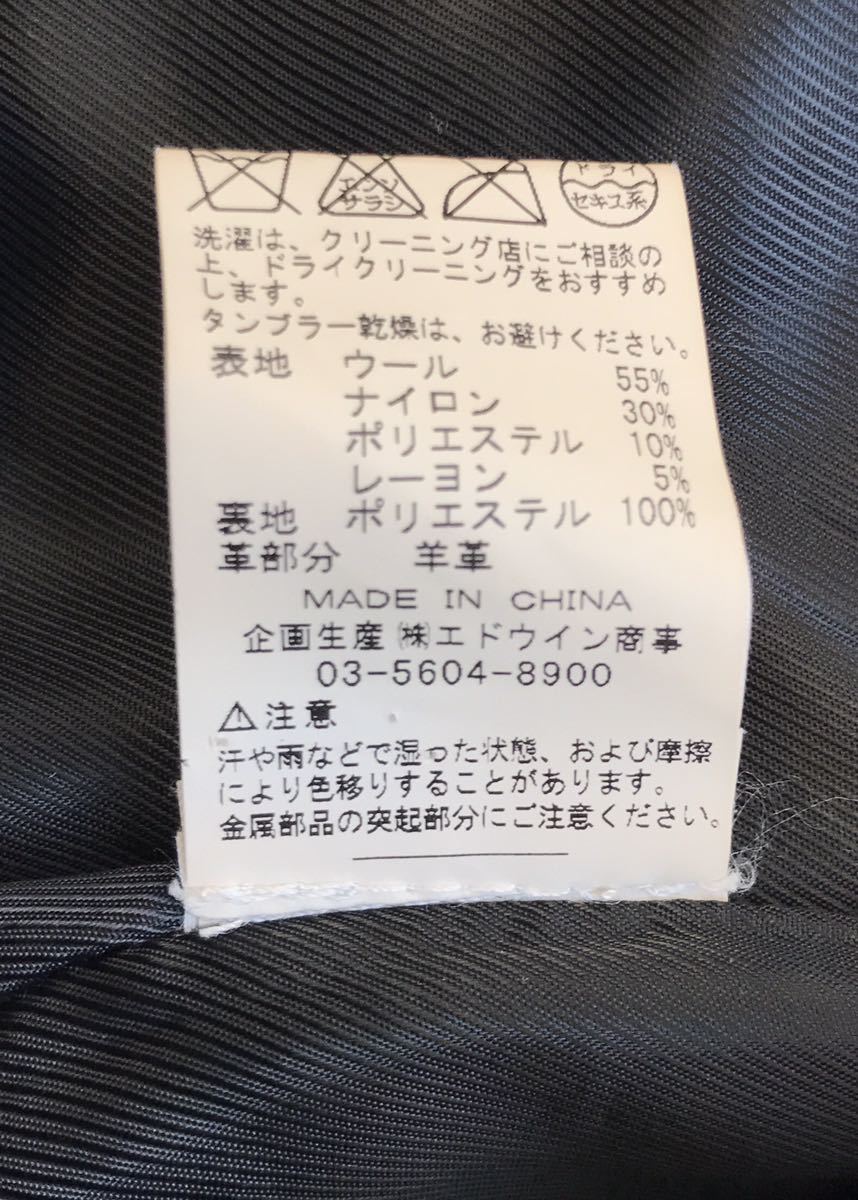 エンソ
サラシ
ドライ
セキユ系
洗濯は、クリーニング店にご相談の
上、ドライクリーニングをおすすめ
します。
タンブラー乾燥は、お避けください。
表地 ウール 55%
ナイロン 30%
ポリエステル 10%
レーヨン 5%
裏地 ポリエステル 100%
革部分 羊革
MADE IN CHINA
企画生産 ㈱エドウイン商事
03-5604-8900
⚠注意
汗や雨などで湿った状態、および摩擦
により色移りすることがあります。
金属部品の突起部分にご注意ください。